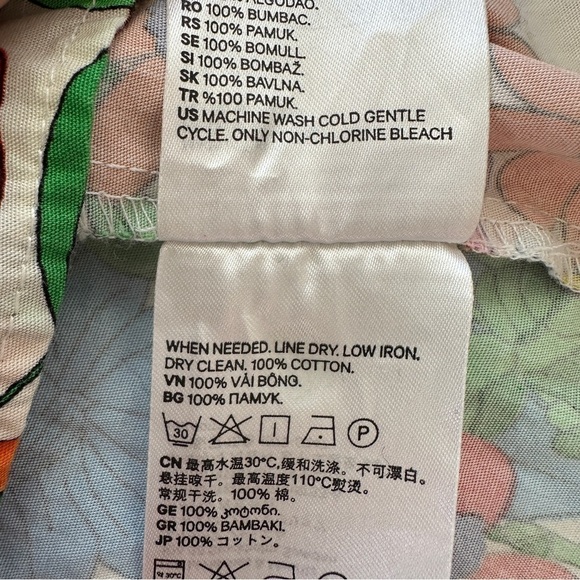 RO 100% BUMBAC.
RS 100% PAMUK.
SE 100% BOMULL.
SI 100% BOMBAŽ.
SK 100% BAVLNA.
TR %100 PAMUK.
US MACHINE WASH COLD GENTLE
CYCLE. ONLY NON-CHLORINE BLEACH
WHEN NEEDED. LINE DRY. LOW IRON.
DRY CLEAN. 100% COTTON.
VN 100% VẢI BÔNG.
BG 100% ПАМУК.
30 P
CN 最高水温30°C,缓和洗涤。不可漂白。
悬挂晾干。最高温度110°C熨烫。
常规干洗。100% 棉。
GE 100% კოტონი.
GR 100% BAMBAKI.
JP 100% コットン。
30°C